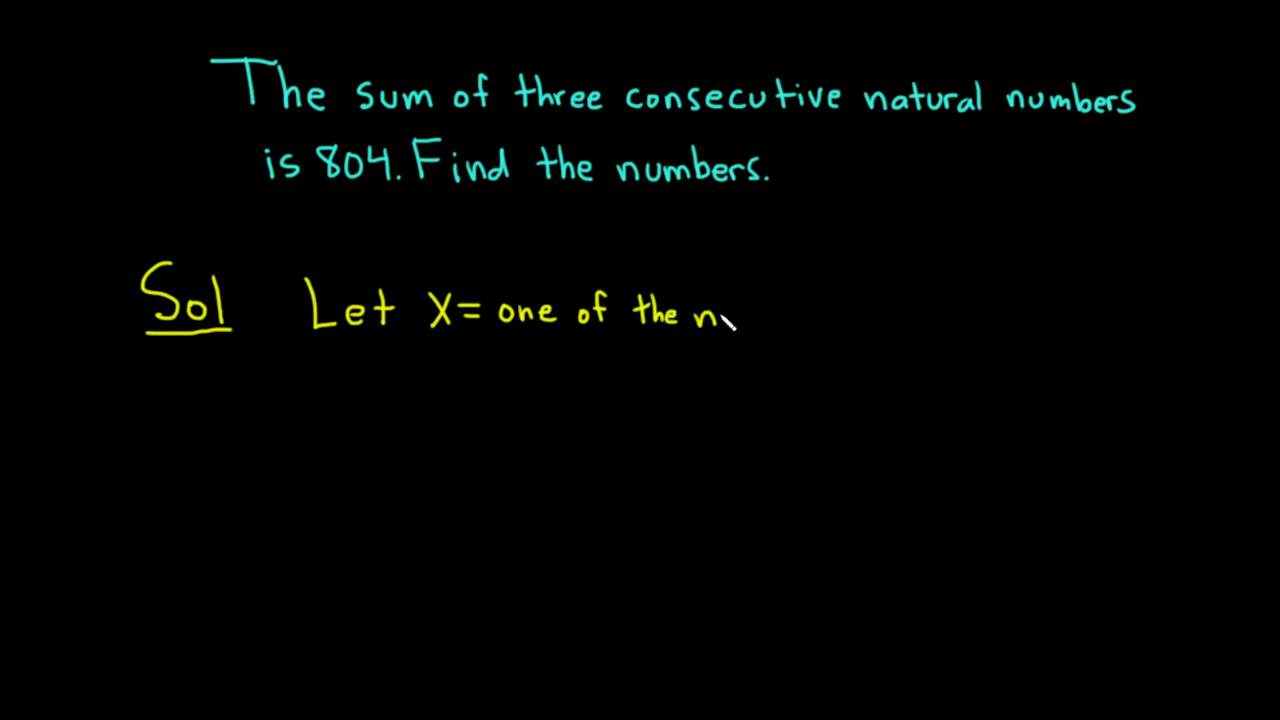 The sum of three consecutive natural numbers
is 804. Find the numbers.
Sol Let X = one of the n